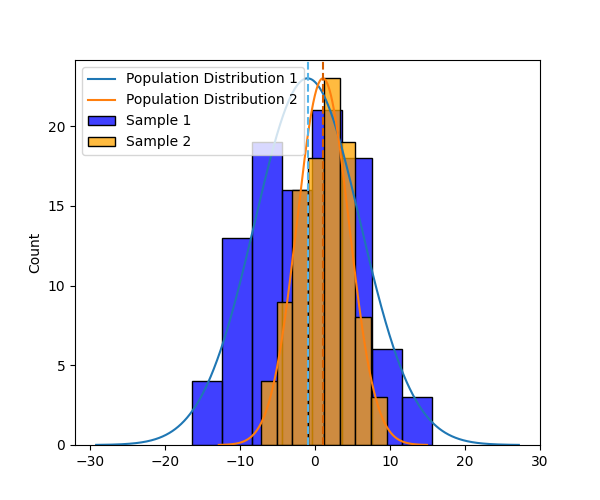 Population Distribution 1
Population Distribution 2
Sample 1
Sample 2
Count
20
15
10
5
0
−30
−20
−10
0
10
20
30